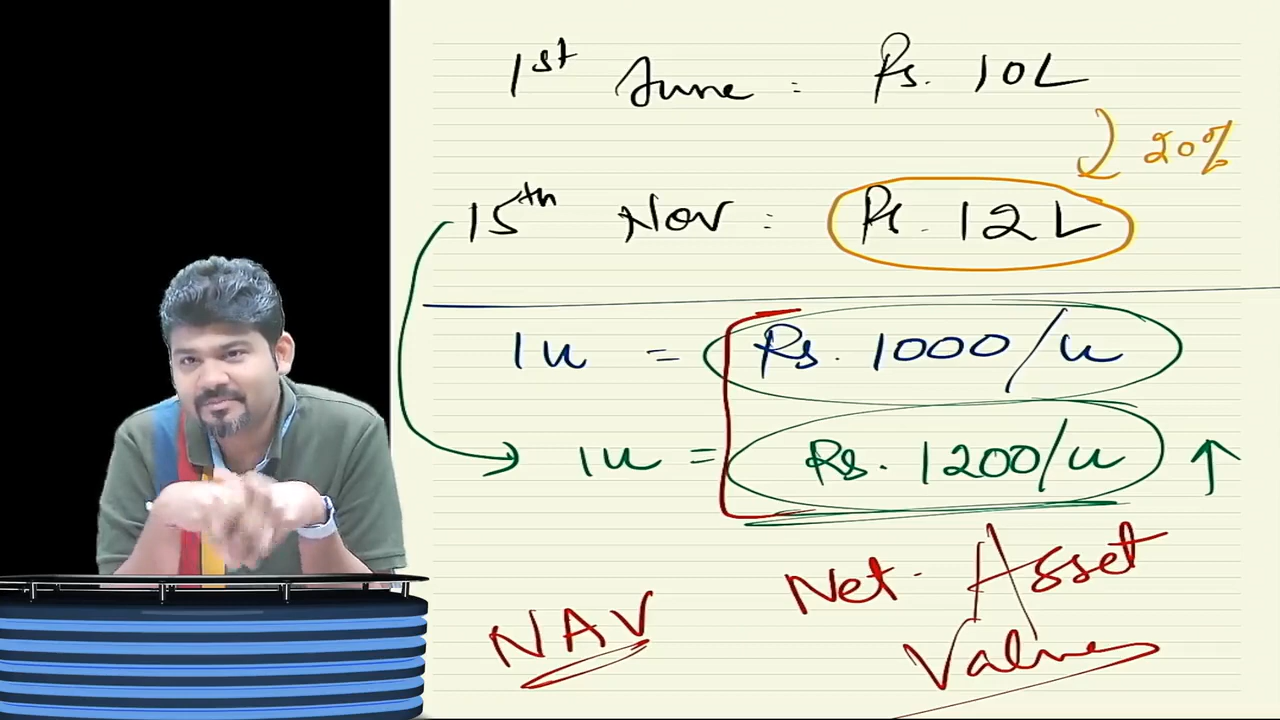 1st June : Rs. 10L
20%
15th Nov : Rs. 12L
1u = Rs. 1000/u
1u = Rs. 1200/u ↑
Net Asset
NAV Value